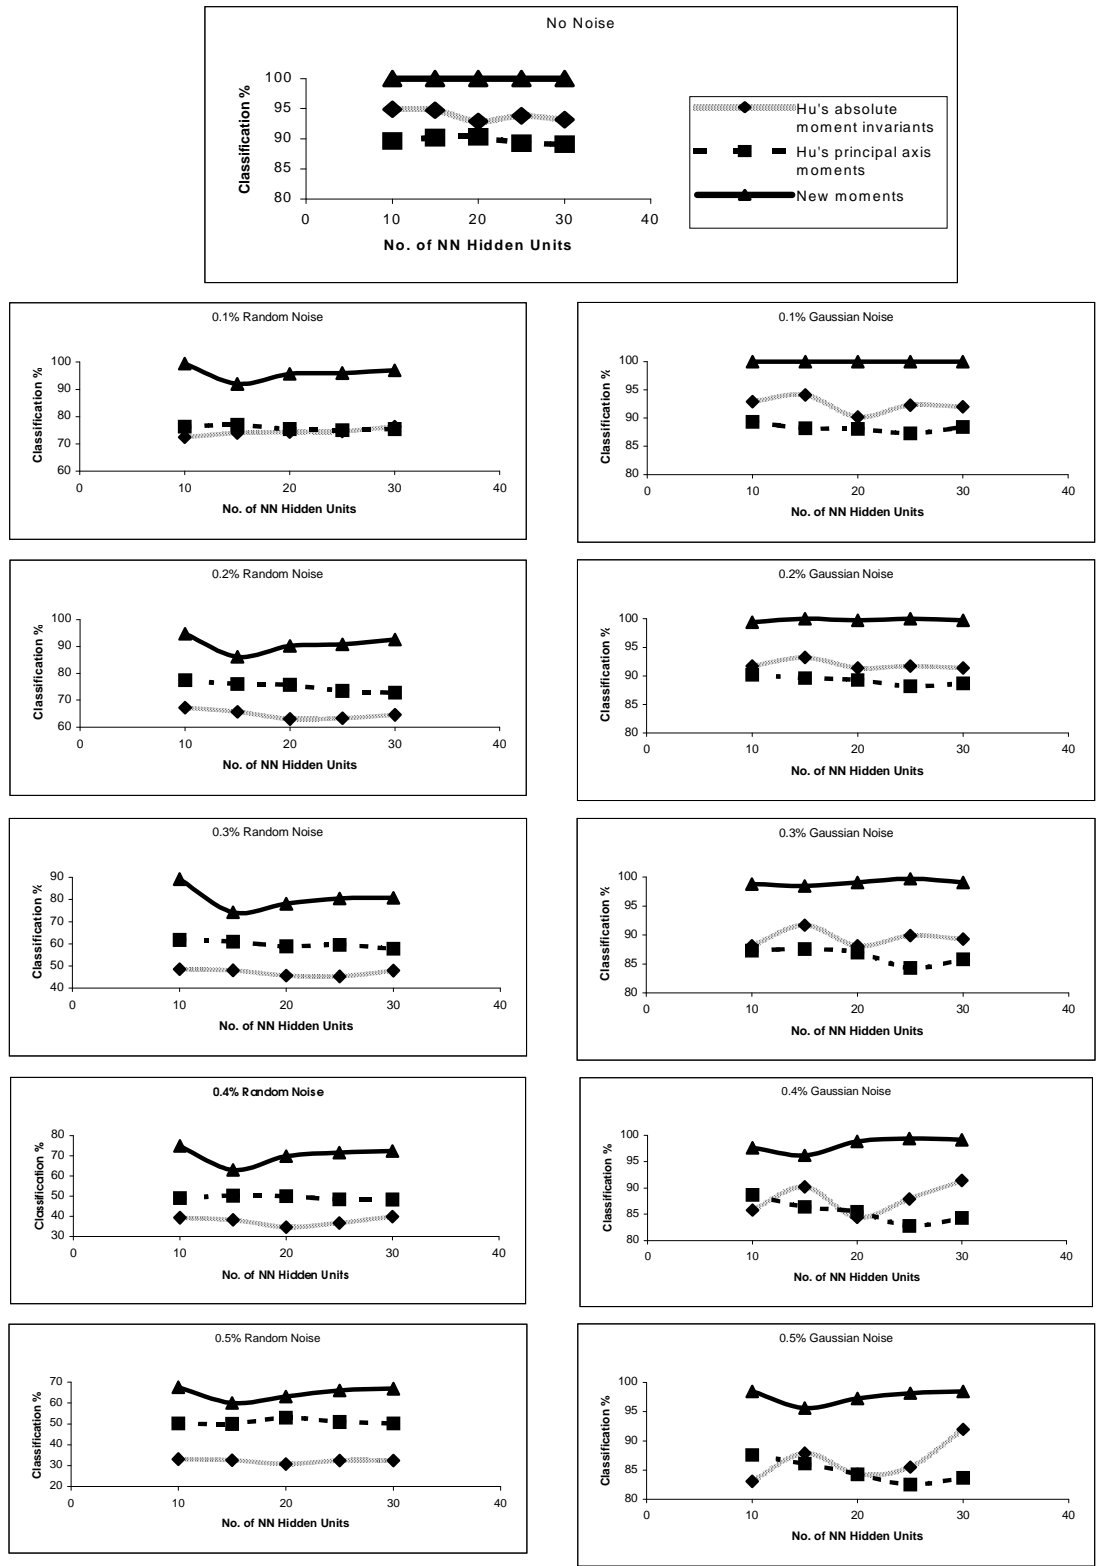 No Noise
Classification %
100
95
90
85
80
0 10 20 30 40
No. of NN Hidden Units
Hu's absolute
moment invariants
Hu's principal axis
moments
New moments
0.1% Random Noise
Classification %
100
90
80
70
60
0 10 20 30 40
No. of NN Hidden Units
0.1% Gaussian Noise
Classification %
100
95
90
85
80
0 10 20 30 40
No. of NN Hidden Units
0.2% Random Noise
Classification %
100
90
80
70
60
0 10 20 30 40
No. of NN Hidden Units
0.2% Gaussian Noise
Classification %
100
95
90
85
80
0 10 20 30 40
No. of NN Hidden Units
0.3% Random Noise
Classification %
90
80
70
60
50
40
0 10 20 30 40
No. of NN Hidden Units
0.3% Gaussian Noise
Classification %
100
95
90
85
80
0 10 20 30 40
No. of NN Hidden Units
0.4% Random Noise
Classification %
80
70
60
50
40
30
0 10 20 30 40
No. of NN Hidden Units
0.4% Gaussian Noise
Classification %
100
95
90
85
80
0 10 20 30 40
No. of NN Hidden Units
0.5% Random Noise
Classification %
70
60
50
40
30
20
0 10 20 30 40
No. of NN Hidden Units
0.5% Gaussian Noise
Classification %
100
95
90
85
80
0 10 20 30 40
No. of NN Hidden Units